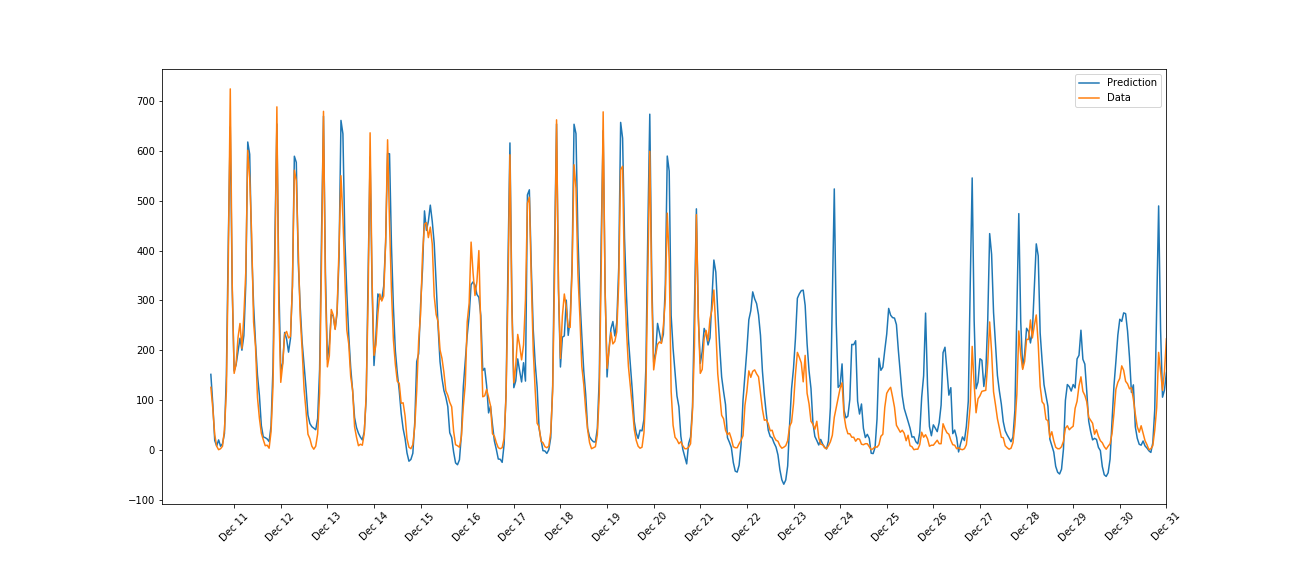 Prediction
Data
700
600
500
400
300
200
100
0
−100
Dec 11
Dec 12
Dec 13
Dec 14
Dec 15
Dec 16
Dec 17
Dec 18
Dec 19
Dec 20
Dec 21
Dec 22
Dec 23
Dec 24
Dec 25
Dec 26
Dec 27
Dec 28
Dec 29
Dec 30
Dec 31